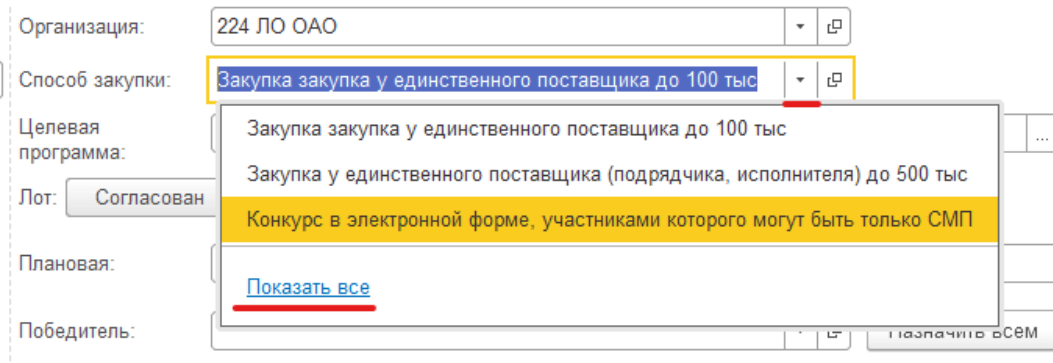 Организация: 224 ЛО ОАО
Способ закупки: Закупка закупка у единственного поставщика до 100 тыс
Целевая
программа: ...
Закупка закупка у единственного поставщика до 100 тыс
Закупка у единственного поставщика (подрядчика, исполнителя) до 500 тыс
Лот: Согласован
Конкурс в электронной форме, участниками которого могут быть только СМП
Плановая:
Показать все
Победитель: Назначить всем